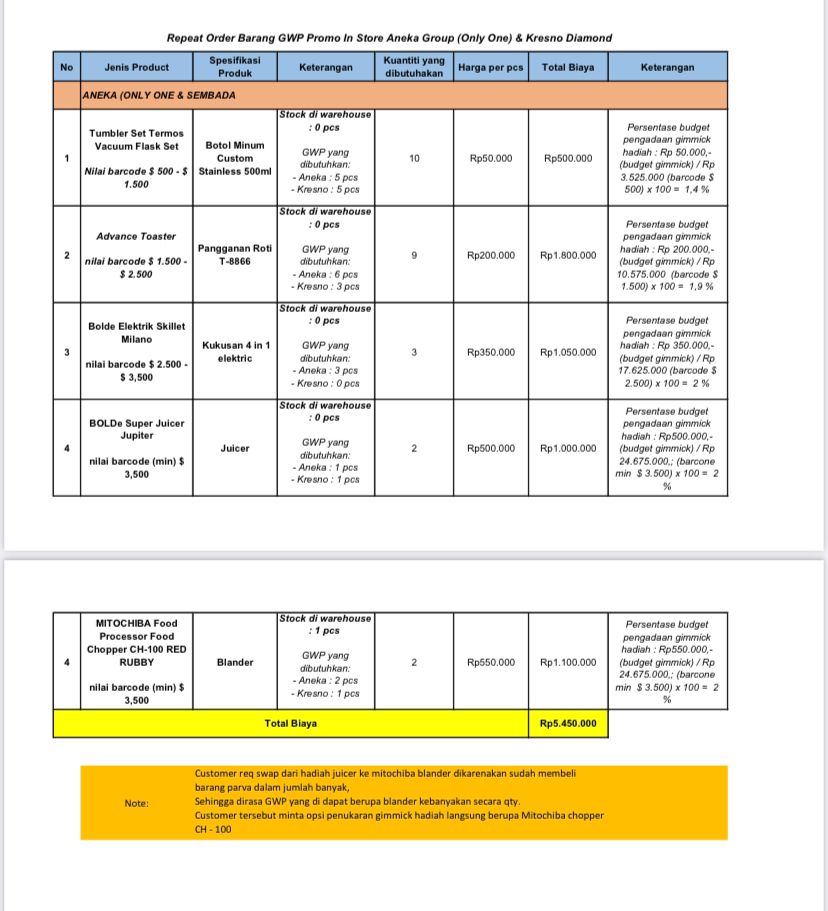 Repeat Order Barang GWP Promo In Store Aneka Group (Only One) & Kresno Diamond
No
Jenis Product
Spesifikasi
Produk
Keterangan
Kuantiti yang
dibutuhakan
Harga per pcs
Total Biaya
Keterangan
ANEKA (ONLY ONE & SEMBADA
1
Tumbler Set Termos
Vacuum Flask Set
Nilai barcode $ 500 - $
1.500
Botol Minum
Custom
Stainless 500ml
Stock di warehouse
: 0 pcs
GWP yang
dibutuhkan:
- Aneka : 5 pcs
- Kresno : 5 pcs
10
Rp50.000
Rp500.000
Persentase budget
pengadaan gimmick
hadiah : Rp 50.000,-
(budget gimmick) / Rp
3.525.000 (barcode $
500) x 100 = 1,4 %
2
Advance Toaster
nilai barcode $ 1.500 -
$ 2.500
Pangganan Roti
T-8866
Stock di warehouse
: 0 pcs
GWP yang
dibutuhkan:
- Aneka : 6 pcs
- Kresno : 3 pcs
9
Rp200.000
Rp1.800.000
Persentase budget
pengadaan gimmick
hadiah : Rp 200.000,-
(budget gimmick) / Rp
10.575.000 (barcode $
1.500) x 100 = 1,9 %
3
Bolde Elektrik Skillet
Milano
nilai barcode $ 2.500 -
$ 3,500
Kukusan 4 in 1
elektric
Stock di warehouse
: 0 pcs
GWP yang
dibutuhkan:
- Aneka : 3 pcs
- Kresno : 0 pcs
3
Rp350.000
Rp1.050.000
Persentase budget
pengadaan gimmick
hadiah : Rp 350.000,-
(budget gimmick) / Rp
17.625.000 (barcode $
2.500) x 100 = 2 %
4
BOLDe Super Juicer
Jupiter
nilai barcode (min) $
3,500
Juicer
Stock di warehouse
: 0 pcs
GWP yang
dibutuhkan:
- Aneka : 1 pcs
- Kresno : 1 pcs
2
Rp500.000
Rp1.000.000
Persentase budget
pengadaan gimmick
hadiah : Rp500.000,-
(budget gimmick) / Rp
24.675.000,; (barcone
min $ 3.500) x 100 = 2
%
4
MITOCHIBA Food
Processor Food
Chopper CH-100 RED
RUBBY
nilai barcode (min) $
3,500
Blander
Stock di warehouse
: 1 pcs
GWP yang
dibutuhkan:
- Aneka : 2 pcs
- Kresno : 1 pcs
2
Rp550.000
Rp1.100.000
Persentase budget
pengadaan gimmick
hadiah : Rp550.000,-
(budget gimmick) / Rp
24.675.000,; (barcone
min $ 3.500) x 100 = 2
%
Total Biaya
Rp5.450.000
Note:
Customer req swap dari hadiah juicer ke mitochiba blander dikarenakan sudah membeli
barang parva dalam jumlah banyak,
Sehingga dirasa GWP yang di dapat berupa blander kebanyakan secara qty.
Customer tersebut minta opsi penukaran gimmick hadiah langsung berupa Mitochiba chopper
CH - 100